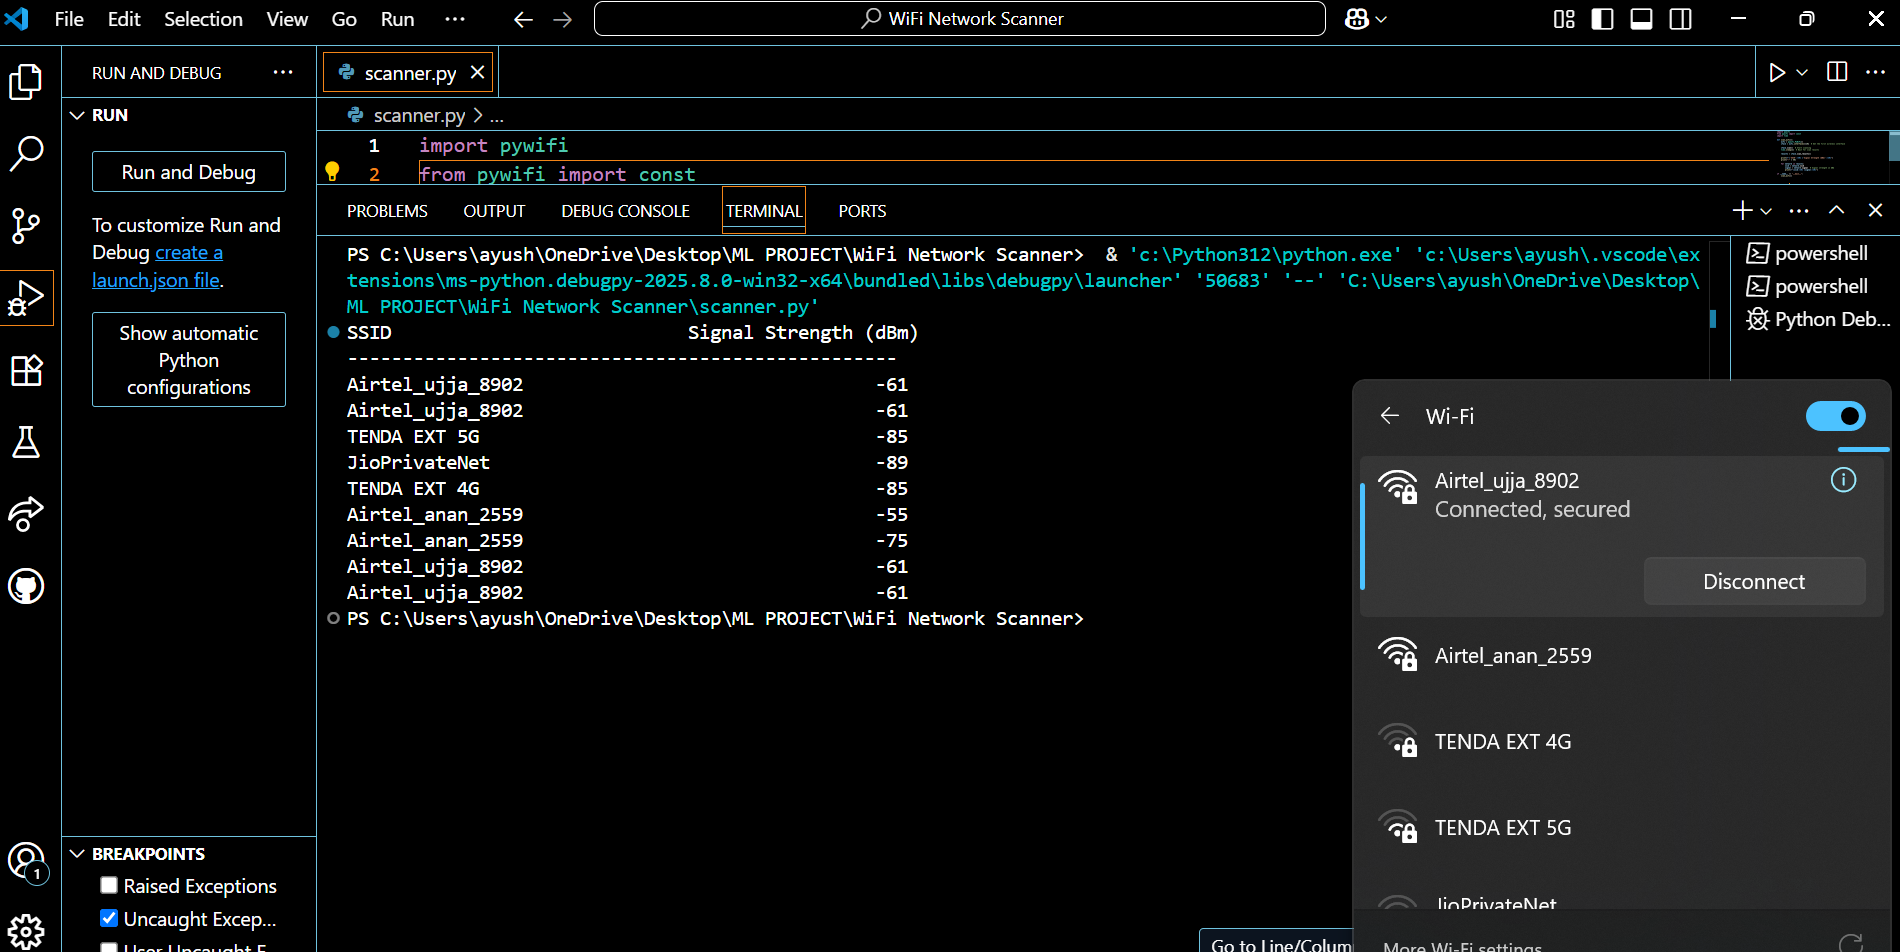 File Edit Selection View Go Run ···
WiFi Network Scanner
RUN AND DEBUG ···
RUN
Run and Debug
To customize Run and
Debug create a
launch.json file.
Show automatic
Python
configurations
scanner.py
scanner.py > ...
1 import pywifi
2 from pywifi import const
PROBLEMS OUTPUT DEBUG CONSOLE TERMINAL PORTS
PS C:\Users\ayush\OneDrive\Desktop\ML PROJECT\WiFi Network Scanner> & 'c:\Python312\python.exe' 'c:\Users\ayush\.vscode\ex
tensions\ms-python.debugpy-2025.8.0-win32-x64\bundled\libs\debugpy\launcher' '50683' '--' 'C:\Users\ayush\OneDrive\Desktop\
ML PROJECT\WiFi Network Scanner\scanner.py'
SSID Signal Strength (dBm)
--------------------------------------------------
Airtel_ujja_8902 -61
Airtel_ujja_8902 -61
TENDA EXT 5G -85
JioPrivateNet -89
TENDA EXT 4G -85
Airtel_anan_2559 -55
Airtel_anan_2559 -75
Airtel_ujja_8902 -61
Airtel_ujja_8902 -61
PS C:\Users\ayush\OneDrive\Desktop\ML PROJECT\WiFi Network Scanner>
powershell
powershell
Python Deb...
Wi-Fi
Airtel_ujja_8902
Connected, secured
Disconnect
Airtel_anan_2559
TENDA EXT 4G
TENDA EXT 5G
JioPrivateNet
More Wi-Fi settings
1
BREAKPOINTS
Raised Exceptions
Uncaught Excep...
User Uncaught E...
Go to Line/Colum